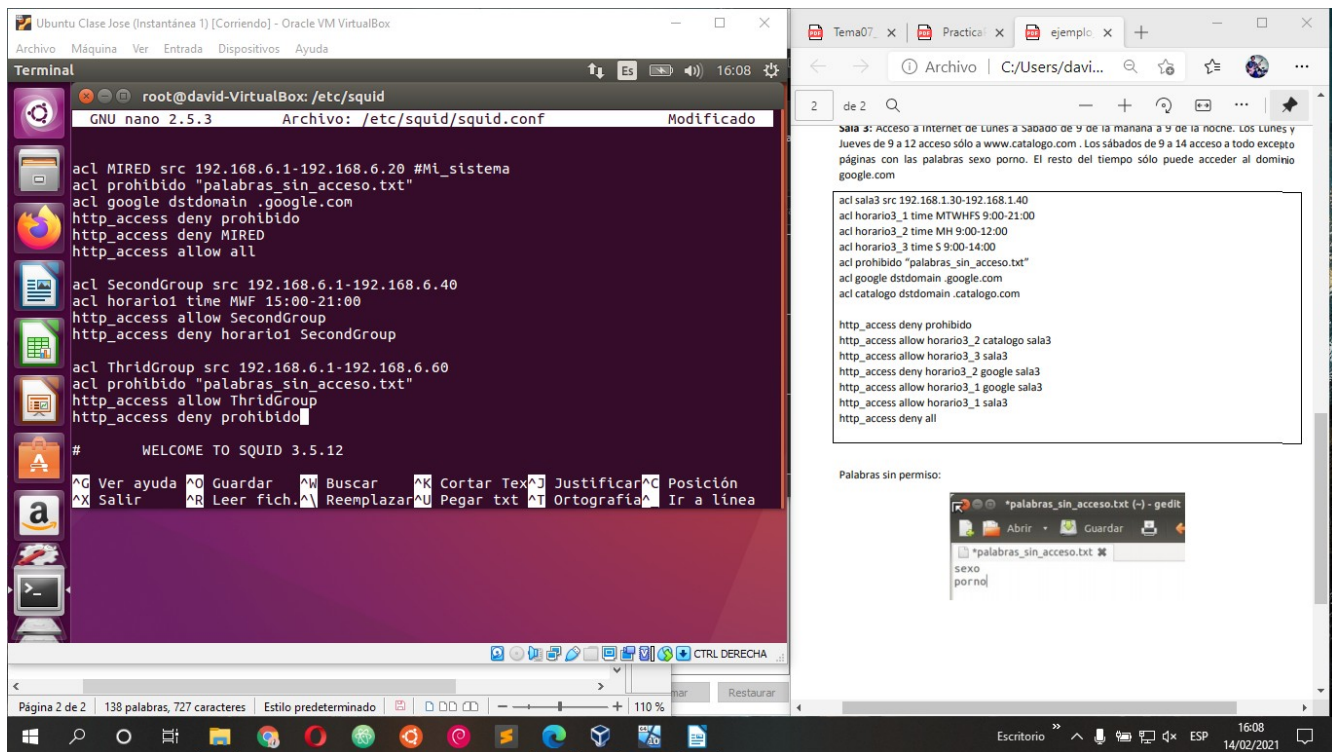 Ubuntu Clase Jose (Instantánea 1) [Corriendo] - Oracle VM VirtualBox
Archivo Máquina Ver Entrada Dispositivos Ayuda
Terminal Es 16:08
root@david-VirtualBox: /etc/squid
GNU nano 2.5.3 Archivo: /etc/squid/squid.conf Modificado
acl MIRED src 192.168.6.1-192.168.6.20 #Mi_sistema
acl prohibido "palabras_sin_acceso.txt"
acl google dstdomain .google.com
http_access deny prohibido
http_access deny MIRED
http_access allow all
acl SecondGroup src 192.168.6.1-192.168.6.40
acl horario1 time MWF 15:00-21:00
http_access allow SecondGroup
http_access deny horario1 SecondGroup
acl ThridGroup src 192.168.6.1-192.168.6.60
acl prohibido "palabras_sin_acceso.txt"
http_access allow ThridGroup
http_access deny prohibido
# WELCOME TO SQUID 3.5.12
^G Ver ayuda ^O Guardar ^W Buscar ^K Cortar Tex ^J Justificar ^C Posición
^X Salir ^R Leer fich. ^\ Reemplazar ^U Pegar txt ^T Ortografía ^_ Ir a línea
CTRL DERECHA
Restaurar
Página 2 de 2 138 palabras, 727 caracteres Estilo predeterminado 110 %
Tema07_ Practica ejemplo_
Archivo C:/Users/davi...
2 de 2
Sala 3: Acceso a Internet de Lunes a Sábado de 9 de la mañana a 9 de la noche. Los Lunes y
Jueves de 9 a 12 acceso sólo a www.catalogo.com . Los sábados de 9 a 14 acceso a todo excepto
páginas con las palabras sexo porno. El resto del tiempo sólo puede acceder al dominio
google.com
acl sala3 src 192.168.1.30-192.168.1.40
acl horario3_1 time MTWHFS 9:00-21:00
acl horario3_2 time MH 9:00-12:00
acl horario3_3 time S 9:00-14:00
acl prohibido “palabras_sin_acceso.txt”
acl google dstdomain .google.com
acl catalogo dstdomain .catalogo.com
http_access deny prohibido
http_access allow horario3_2 catalogo sala3
http_access allow horario3_3 sala3
http_access deny horario3_2 google sala3
http_access allow horario3_1 google sala3
http_access allow horario3_1 sala3
http_access deny all
Palabras sin permiso:
*palabras_sin_acceso.txt (~) - gedit
Abrir Guardar
*palabras_sin_acceso.txt
sexo
porno
Escritorio ESP 16:08
14/02/2021